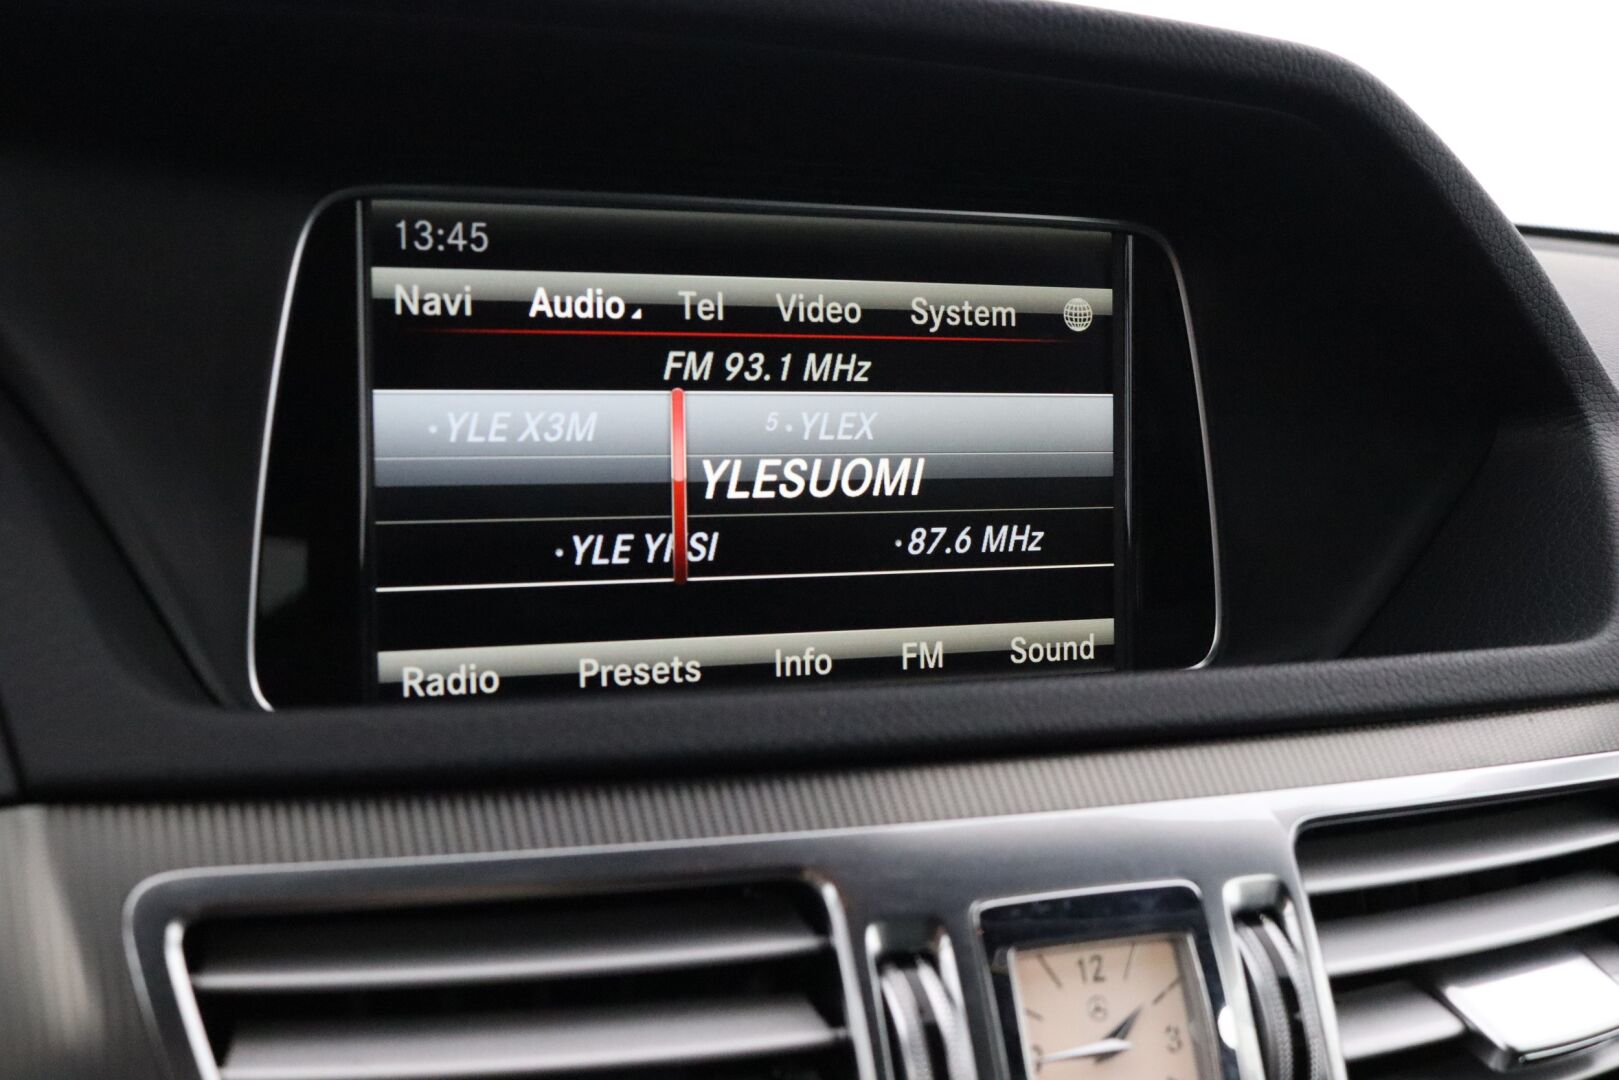 13:45
Navi Audio Tel Video System
FM 93.1 MHz
YLE X3M 5 YLEX
YLESUOMI
YLE YKSI 87.6 MHz
Radio Presets Info FM Sound
12
3